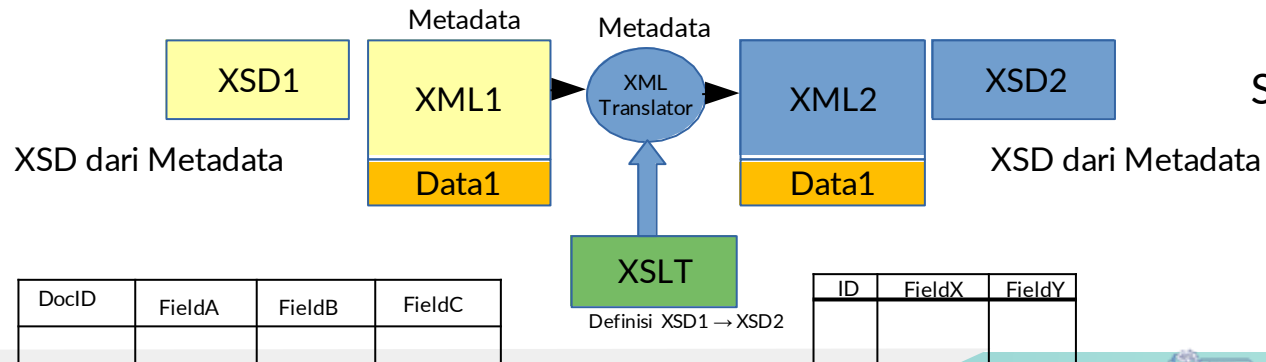 Metadata
Metadata
XSD1
XML1
XML
Translator
XML2
XSD2
S
XSD dari Metadata
XSD dari Metadata
Data1
Data1
XSLT
Definisi XSD1 → XSD2
DocID FieldA FieldB FieldC
ID FieldX FieldY